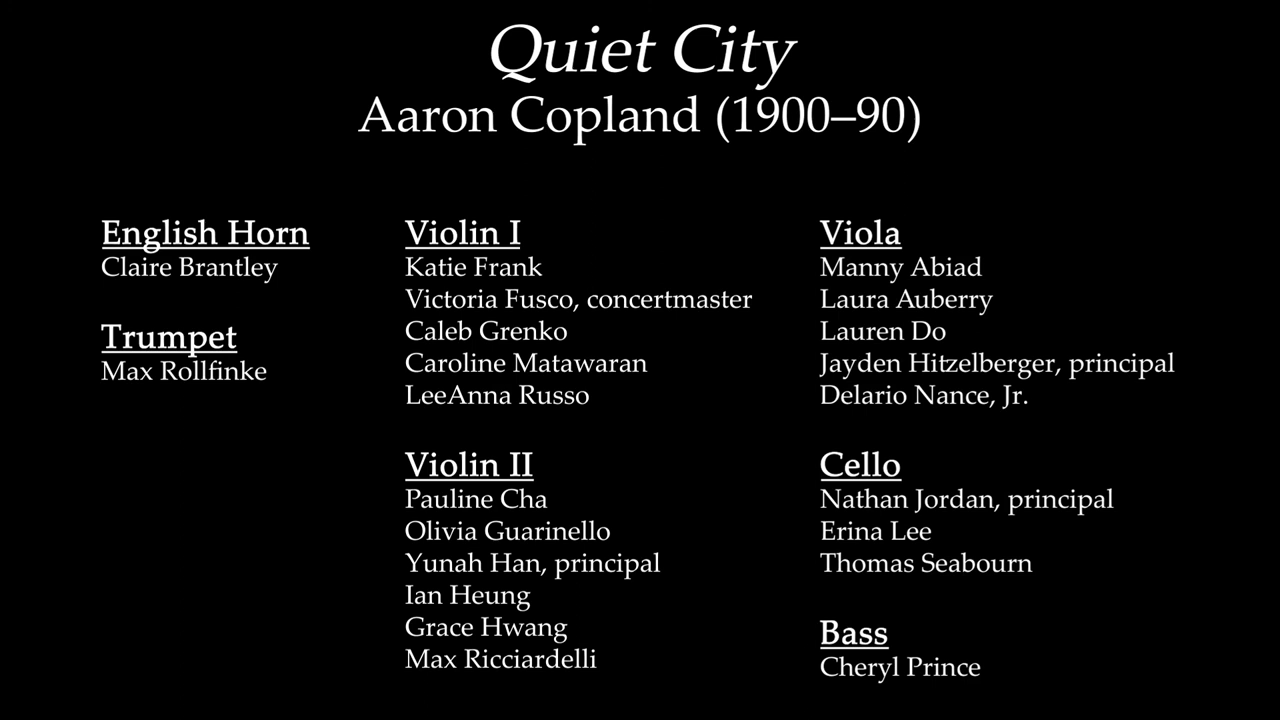 Quiet City
Aaron Copland (1900–90)
English Horn
Claire Brantley
Trumpet
Max Rollfinke
Violin I
Katie Frank
Victoria Fusco, concertmaster
Caleb Grenko
Caroline Matawaran
LeeAnna Russo
Violin II
Pauline Cha
Olivia Guarinello
Yunah Han, principal
Ian Heung
Grace Hwang
Max Ricciardelli
Viola
Manny Abiad
Laura Auberry
Lauren Do
Jayden Hitzelberger, principal
Delario Nance, Jr.
Cello
Nathan Jordan, principal
Erina Lee
Thomas Seabourn
Bass
Cheryl Prince